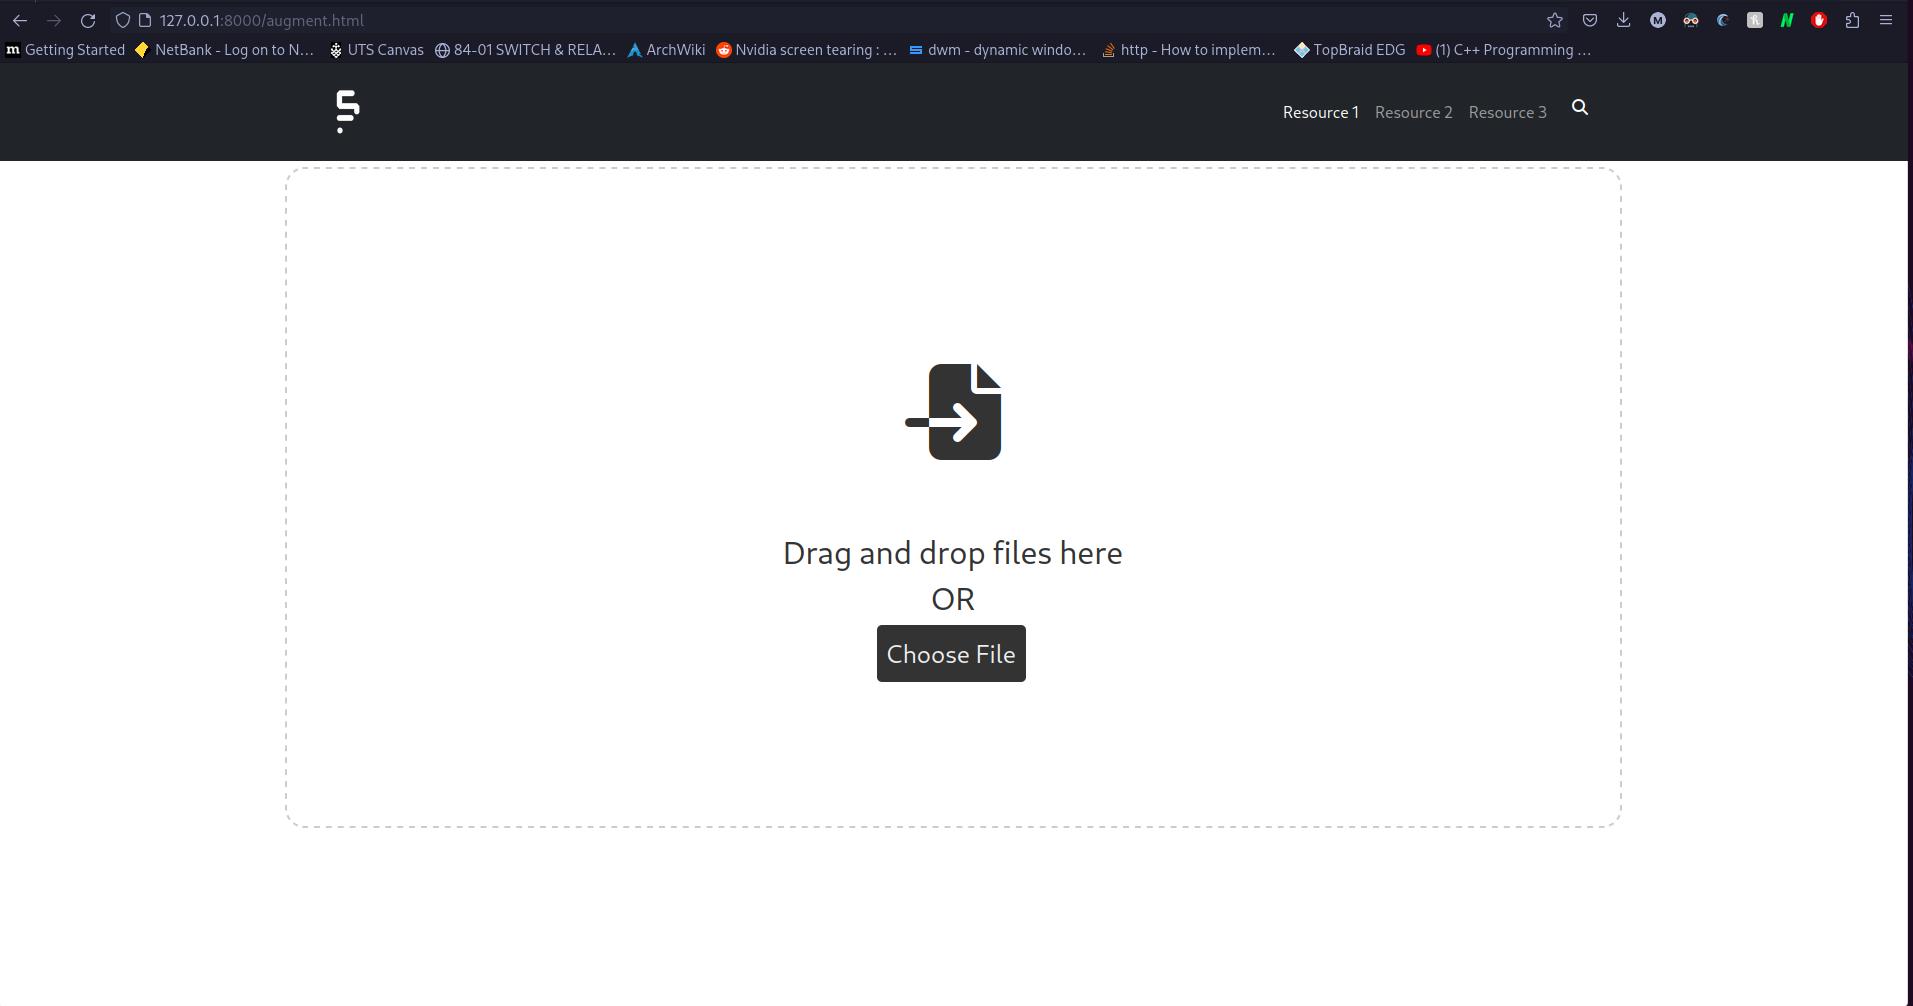 127.0.0.1:8000/augment.html
m Getting Started NetBank - Log on to N... UTS Canvas 84-01 SWITCH & RELA... ArchWiki Nvidia screen tearing : ... dwm - dynamic windo... http - How to implem... TopBraid EDG (1) C++ Programming ...
Resource 1 Resource 2 Resource 3
Drag and drop files here
OR
Choose File